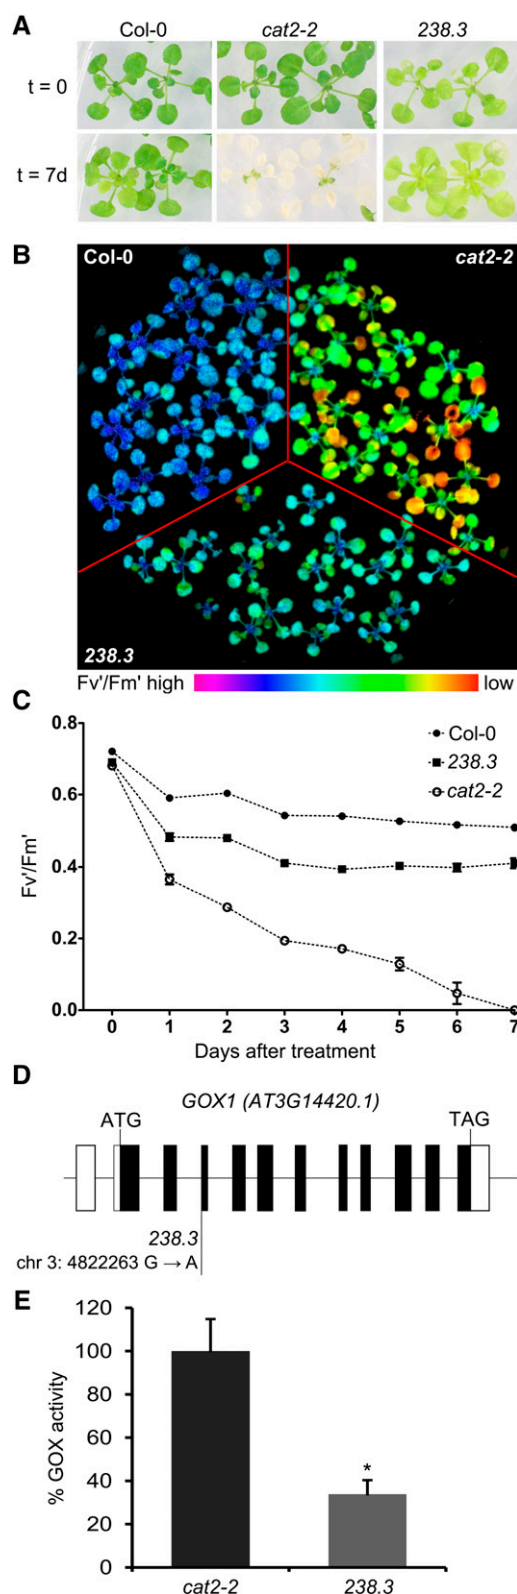 A
Col-0 cat2-2 238.3
t = 0
t = 7d
B
Col-0 cat2-2
238.3
Fv'/Fm' high low
C
0.8
0.6
0.4
0.2
0.0
Fv'/Fm'
Col-0
238.3
cat2-2
0 1 2 3 4 5 6 7
Days after treatment
D
GOX1 (AT3G14420.1)
ATG TAG
238.3
chr 3: 4822263 G → A
E
120
100
80
60
40
20
0
% GOX activity
*
cat2-2 238.3